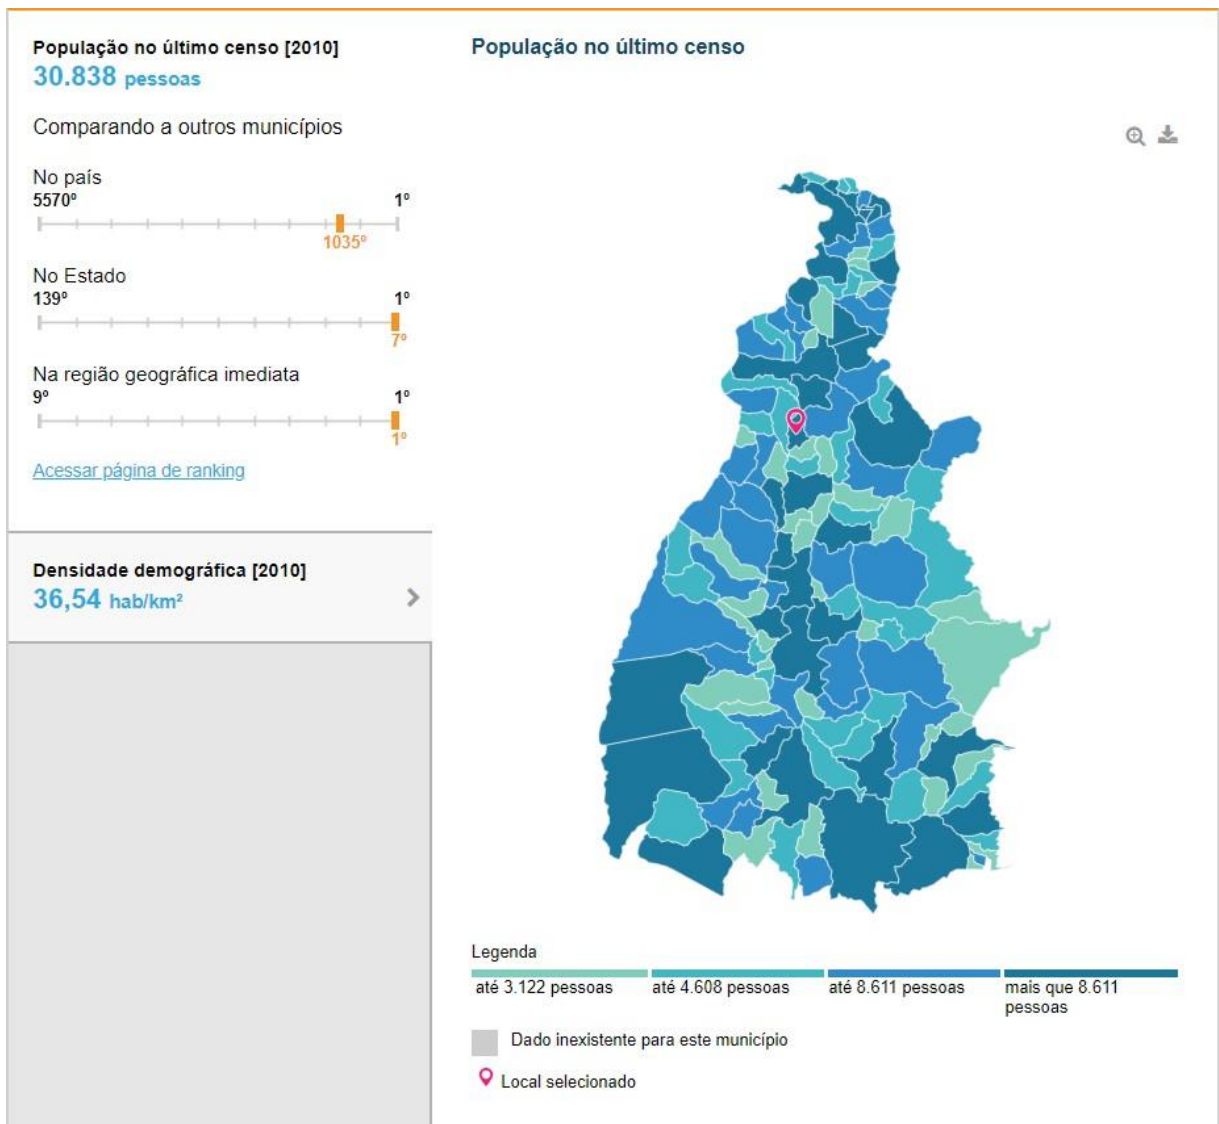 População no último censo [2010]
30.838 pessoas
Comparando a outros municípios
No país
5570º 1º
1035º
No Estado
139º 1º
7º
Na região geográfica imediata
9º 1º
1º
Acessar página de ranking
Densidade demográfica [2010]
36,54 hab/km²
População no último censo
Legenda
até 3.122 pessoas
até 4.608 pessoas
até 8.611 pessoas
mais que 8.611
pessoas
Dado inexistente para este município
Local selecionado